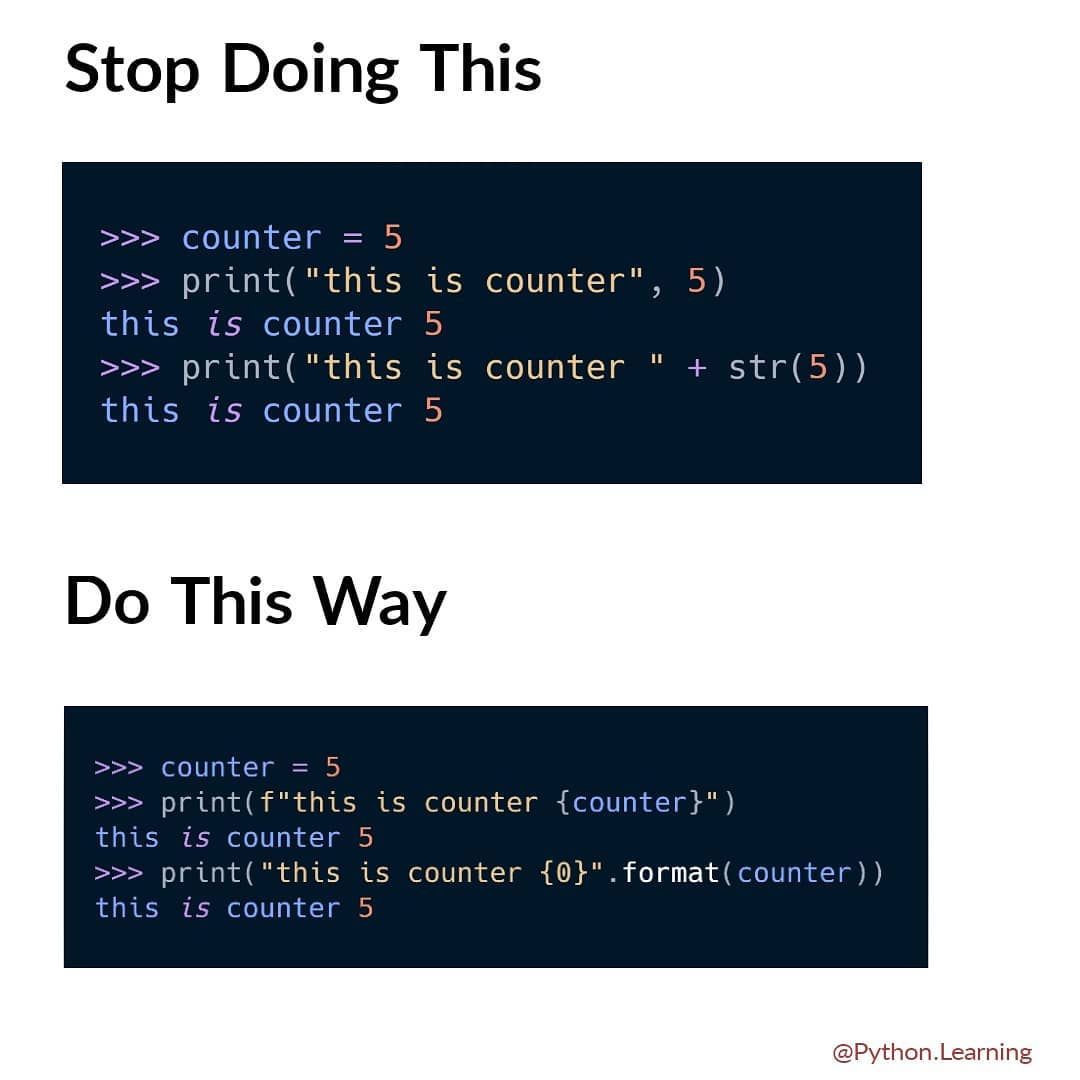 Stop Doing This
>>> counter = 5
>>> print("this is counter", 5)
this is counter 5
>>> print("this is counter " + str(5))
this is counter 5
Do This Way
>>> counter = 5
>>> print(f"this is counter {counter}")
this is counter 5
>>> print("this is counter {0}".format(counter))
this is counter 5
@Python.Learning